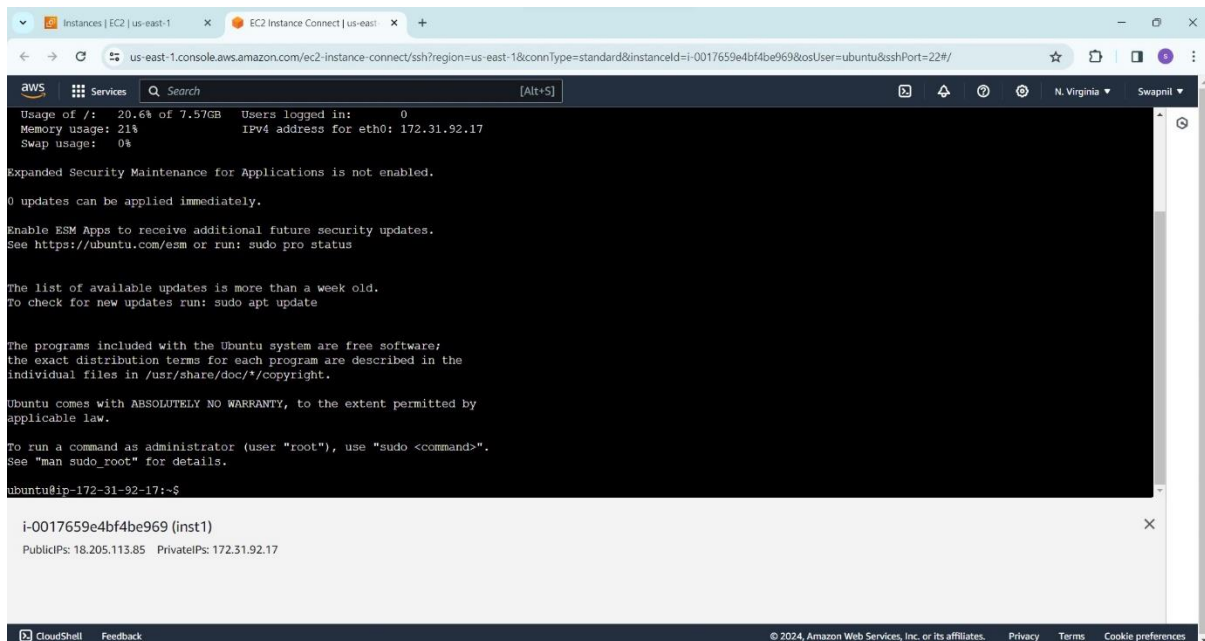 Instances | EC2 | us-east-1
EC2 Instance Connect | us-east-
us-east-1.console.aws.amazon.com/ec2-instance-connect/ssh?region=us-east-1&connType=standard&instanceId=i-0017659e4bf4be969&osUser=ubuntu&sshPort=22#/
aws Services Search [Alt+S] N. Virginia Swapnil
Usage of /: 20.6% of 7.57GB Users logged in: 0
Memory usage: 21% IPv4 address for eth0: 172.31.92.17
Swap usage: 0%
Expanded Security Maintenance for Applications is not enabled.
0 updates can be applied immediately.
Enable ESM Apps to receive additional future security updates.
See https://ubuntu.com/esm or run: sudo pro status
The list of available updates is more than a week old.
To check for new updates run: sudo apt update
The programs included with the Ubuntu system are free software;
the exact distribution terms for each program are described in the
individual files in /usr/share/doc/*/copyright.
Ubuntu comes with ABSOLUTELY NO WARRANTY, to the extent permitted by
applicable law.
To run a command as administrator (user "root"), use "sudo <command>".
See "man sudo_root" for details.
ubuntu@ip-172-31-92-17:~$
i-0017659e4bf4be969 (inst1)
PublicIPs: 18.205.113.85 PrivateIPs: 172.31.92.17
CloudShell Feedback © 2024, Amazon Web Services, Inc. or its affiliates. Privacy Terms Cookie preferences